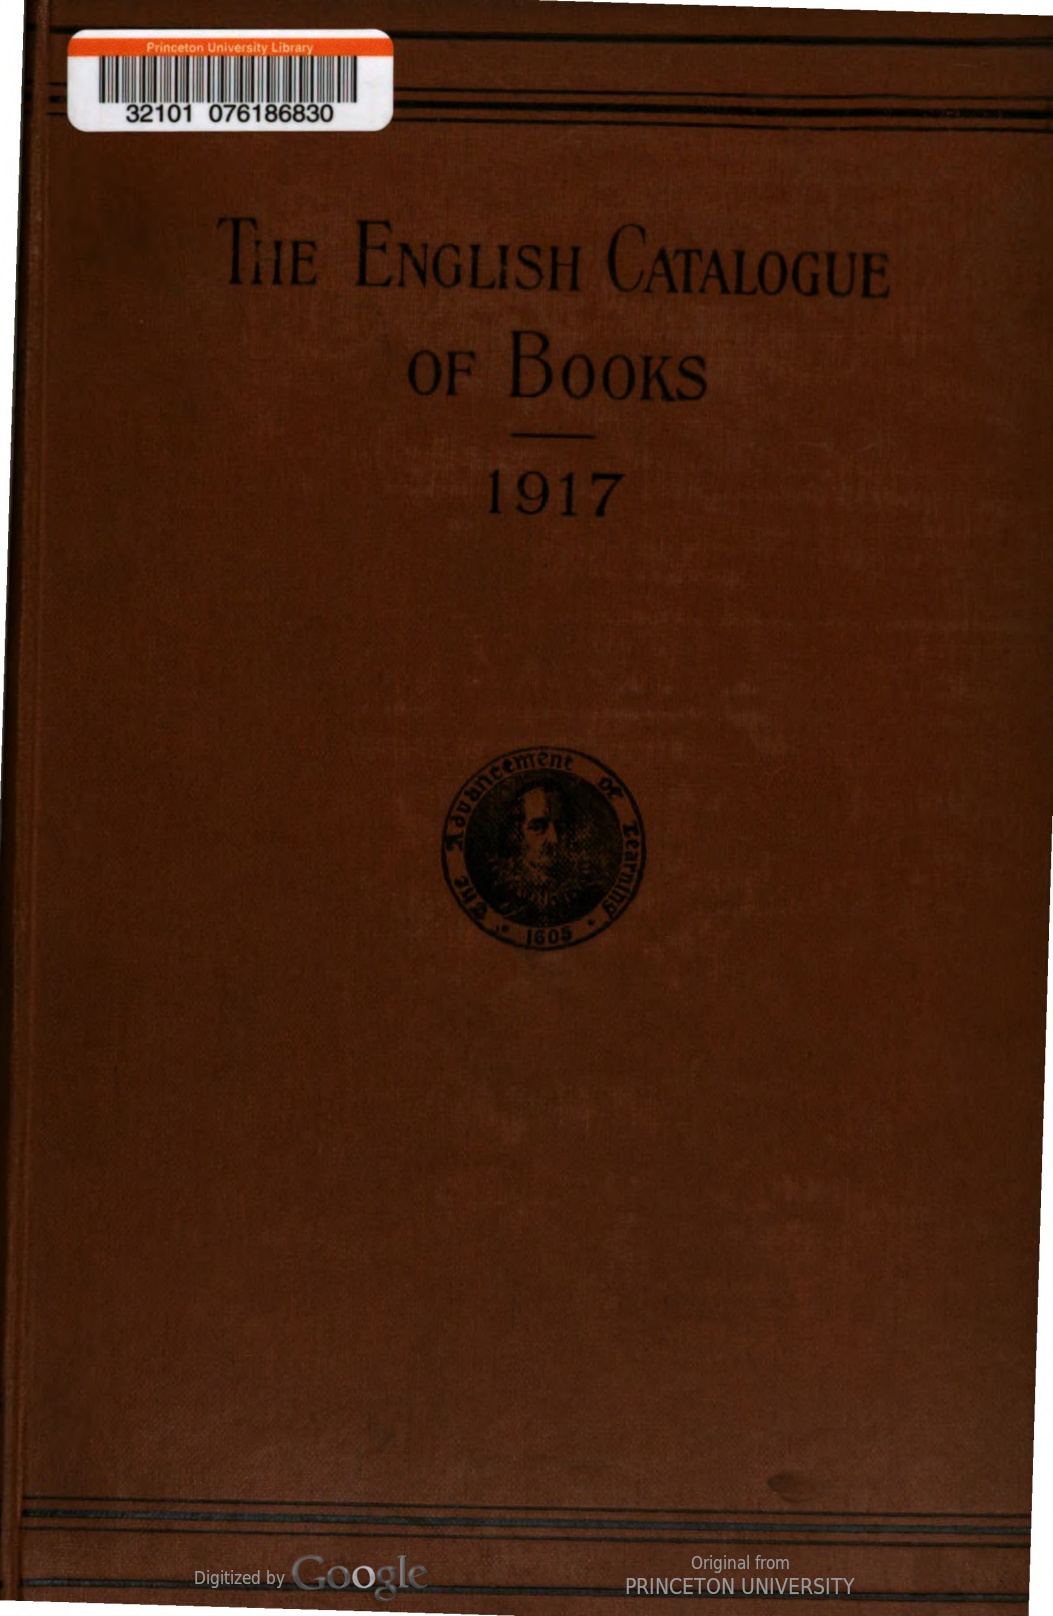 Princeton University Library
32101 076186830
THE ENGLISH CATALOGUE
OF BOOKS
1917
The Advancement of Learning
1605
Digitized by Google
Original from
PRINCETON UNIVERSITY